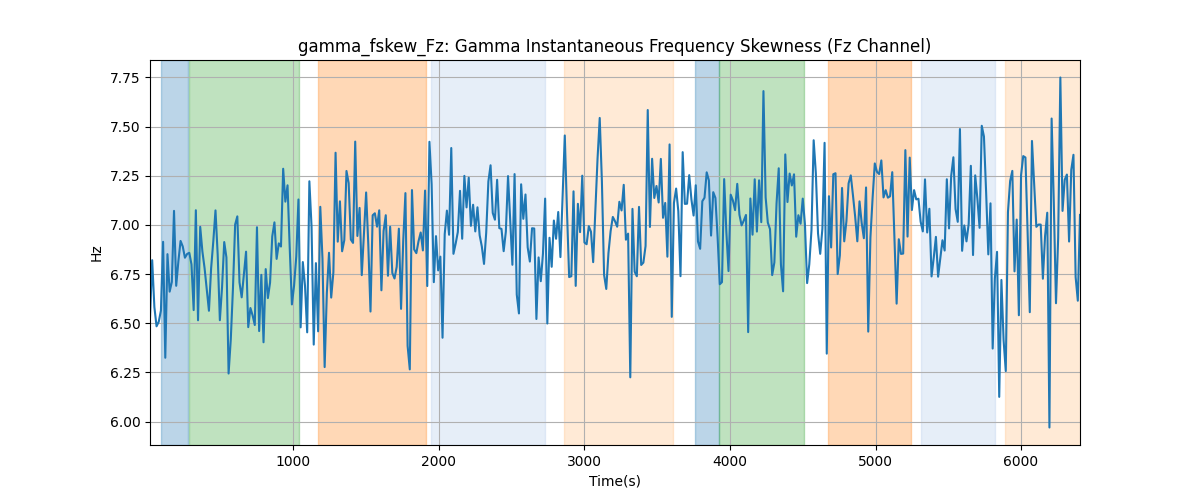 gamma_fskew_Fz: Gamma Instantaneous Frequency Skewness (Fz Channel)
7.75
7.50
7.25
7.00
6.75
6.50
6.25
6.00
Hz
1000 2000 3000 4000 5000 6000
Time(s)